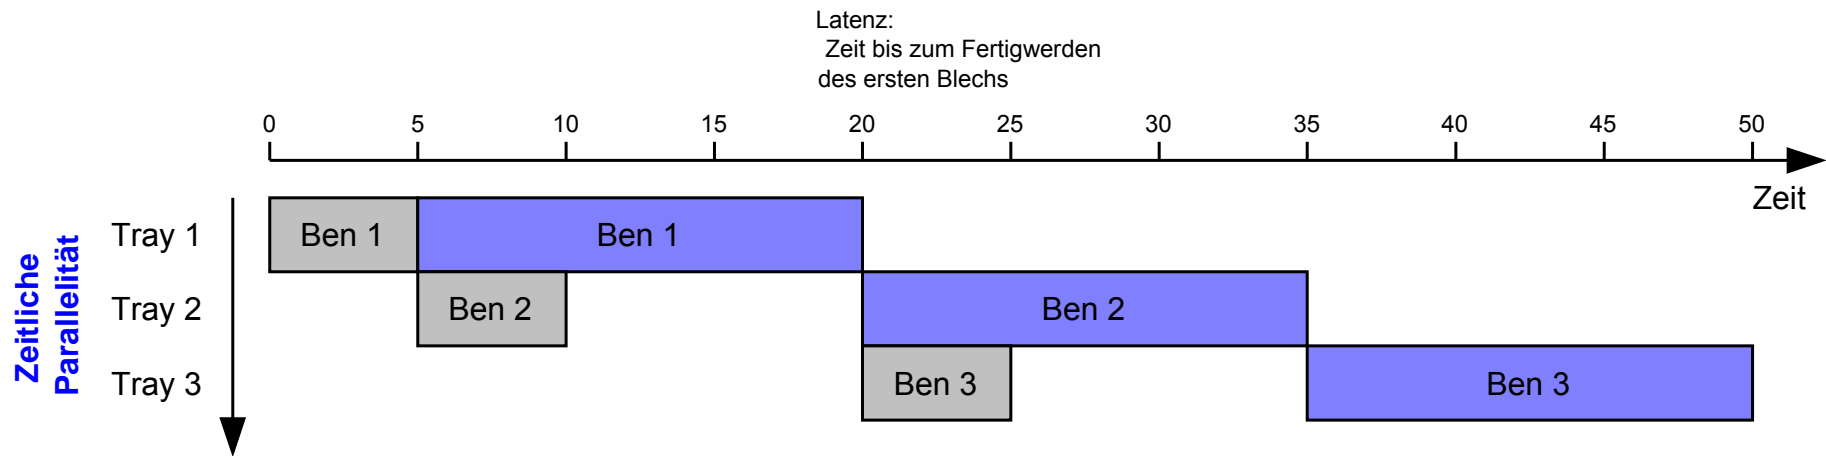 Latenz:
Zeit bis zum Fertigwerden
des ersten Blechs
0 5 10 15 20 25 30 35 40 45 50
Zeit
Zeitliche
Parallelität
Tray 1 Ben 1 Ben 1
Tray 2 Ben 2 Ben 2
Tray 3 Ben 3 Ben 3